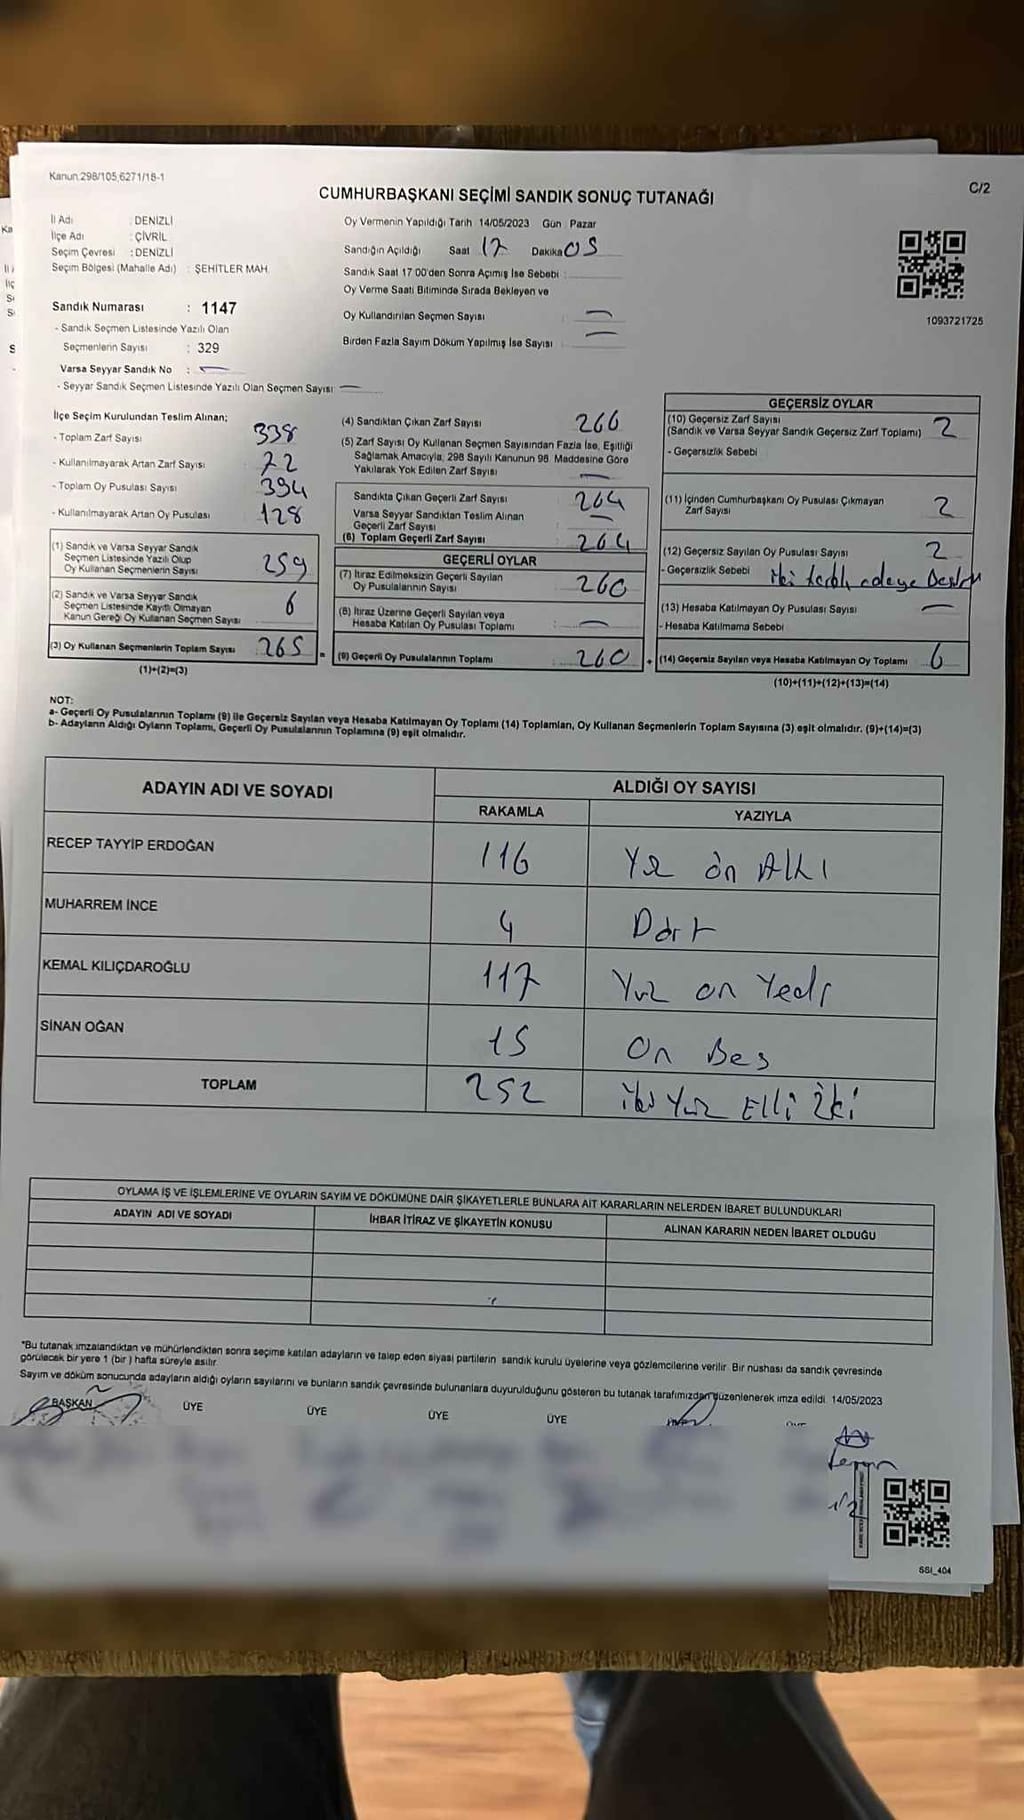 Kanun.298/105,6271/18-1
C/2
CUMHURBAŞKANI SEÇİMİ SANDIK SONUÇ TUTANAĞI
İl Adı : DENİZLİ
İlçe Adı : ÇİVRİL
Seçim Çevresi : DENİZLİ
Seçim Bölgesi (Mahalle Adı) : ŞEHİTLER MAH.
Sandık Numarası : 1147
- Sandık Seçmen Listesinde Yazılı Olan
Seçmenlerin Sayısı : 329
Varsa Seyyar Sandık No : —
- Seyyar Sandık Seçmen Listesinde Yazılı Olan Seçmen Sayısı: —
Oy Vermenin Yapıldığı Tarih 14/05/2023 Gün Pazar
Sandığın Açıldığı Saat 17 Dakika 05
Sandık Saat 17:00'den Sonra Açılmış İse Sebebi :
Oy Verme Saati Bitiminde Sırada Bekleyen ve
Oy Kullandırılan Seçmen Sayısı : —
Birden Fazla Sayım Döküm Yapılmış İse Sayısı : —
1093721725
İlçe Seçim Kurulundan Teslim Alınan;
- Toplam Zarf Sayısı 338
- Kullanılmayarak Artan Zarf Sayısı 72
- Toplam Oy Pusulası Sayısı 394
- Kullanılmayarak Artan Oy Pusulası 128
(1) Sandık ve Varsa Seyyar Sandık
Seçmen Listesinde Yazılı Olup
Oy Kullanan Seçmenlerin Sayısı 259
(2) Sandık ve Varsa Seyyar Sandık
Seçmen Listesinde Kayıtlı Olmayan
Kanun Gereği Oy Kullanan Seçmen Sayısı 6
(3) Oy Kullanan Seçmenlerin Toplam Sayısı 265 =
(1)+(2)=(3)
(4) Sandıktan Çıkan Zarf Sayısı 266
(5) Zarf Sayısı Oy Kullanan Seçmen Sayısından Fazla İse, Eşitliği
Sağlamak Amacıyla, 298 Sayılı Kanunun 98. Maddesine Göre
Yakılarak Yok Edilen Zarf Sayısı —
Sandıkta Çıkan Geçerli Zarf Sayısı 264
Varsa Seyyar Sandıktan Teslim Alınan
Geçerli Zarf Sayısı —
(6) Toplam Geçerli Zarf Sayısı 264
GEÇERLİ OYLAR
(7) İtiraz Edilmeksizin Geçerli Sayılan
Oy Pusulalarının Sayısı 260
(8) İtiraz Üzerine Geçerli Sayılan veya
Hesaba Katılan Oy Pusulası Toplamı : —
(9) Geçerli Oy Pusulalarının Toplamı 260 +
GEÇERSİZ OYLAR
(10) Geçersiz Zarf Sayısı
(Sandık ve Varsa Seyyar Sandık Geçersiz Zarf Toplamı) 2
- Geçersizlik Sebebi
(11) İçinden Cumhurbaşkanı Oy Pusulası Çıkmayan
Zarf Sayısı 2
(12) Geçersiz Sayılan Oy Pusulası Sayısı 2
- Geçersizlik Sebebi
(13) Hesaba Katılmayan Oy Pusulası Sayısı —
- Hesaba Katılmama Sebebi
(14) Geçersiz Sayılan veya Hesaba Katılmayan Oy Toplamı 6
(10)+(11)+(12)+(13)=(14)
NOT:
a- Geçerli Oy Pusulalarının Toplamı (9) ile Geçersiz Sayılan veya Hesaba Katılmayan Oy Toplamı (14) Toplamları, Oy Kullanan Seçmenlerin Toplam Sayısına (3) eşit olmalıdır. (9)+(14)=(3)
b- Adayların Aldığı Oyların Toplamı, Geçerli Oy Pusulalarının Toplamına (9) eşit olmalıdır.
ADAYIN ADI VE SOYADI
ALDIĞI OY SAYISI
RAKAMLA YAZIYLA
RECEP TAYYİP ERDOĞAN 116 Yüz ön Altı
MUHARREM İNCE 4 Dört
KEMAL KILIÇDAROĞLU 117 Yuz on Yedi
SİNAN OĞAN 15 On Beş
TOPLAM 252 iki Yuz Elli İki
OYLAMA İŞ VE İŞLEMLERİNE VE OYLARIN SAYIM VE DÖKÜMÜNE DAİR ŞİKAYETLERLE BUNLARA AİT KARARLARIN NELERDEN İBARET BULUNDUKLARI
ADAYIN ADI VE SOYADI İHBAR İTİRAZ VE ŞİKAYETİN KONUSU ALINAN KARARIN NEDEN İBARET OLDUĞU
*Bu tutanak imzalandıktan ve mühürlendikten sonra seçime katılan adayların ve talep eden siyasi partilerin sandık kurulu üyelerine veya gözlemcilerine verilir. Bir nüshası da sandık çevresinde
görülecek bir yere 1 (bir ) hafta süreyle asılır.
Sayım ve döküm sonucunda adayların aldığı oyların sayılarını ve bunların sandık çevresinde bulunanlara duyurulduğunu gösteren bu tutanak tarafımızdan düzenlenerek imza edildi. 14/05/2023
BAŞKAN ÜYE ÜYE ÜYE ÜYE
SSI_404